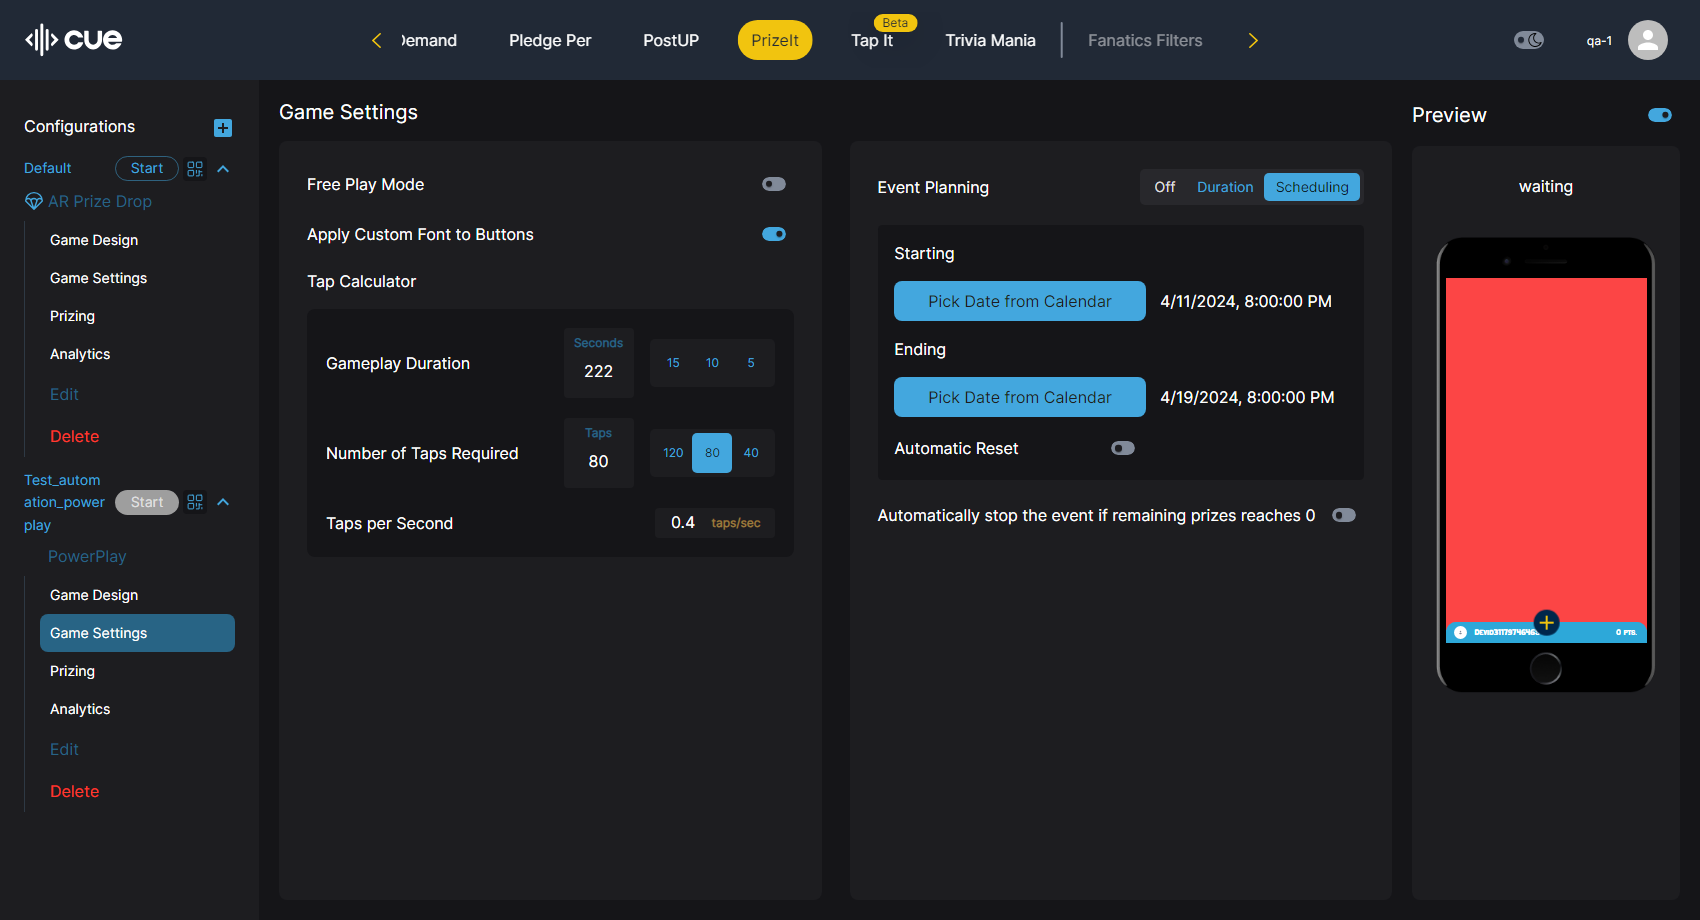 cue
Demand
Pledge Per
PostUP
PrizeIt
Beta
Tap It
Trivia Mania
Fanatics Filters
qa-1
Configurations
Default
Start
AR Prize Drop
Game Design
Game Settings
Prizing
Analytics
Edit
Delete
Test_autom
ation_power
play
Start
PowerPlay
Game Design
Game Settings
Prizing
Analytics
Edit
Delete
Game Settings
Free Play Mode
Apply Custom Font to Buttons
Tap Calculator
Gameplay Duration
Seconds
222
15 10 5
Number of Taps Required
Taps
80
120 80 40
Taps per Second
0.4 taps/sec
Event Planning
Off Duration Scheduling
Starting
Pick Date from Calendar 4/11/2024, 8:00:00 PM
Ending
Pick Date from Calendar 4/19/2024, 8:00:00 PM
Automatic Reset
Automatically stop the event if remaining prizes reaches 0
Preview
waiting
0 PTS.